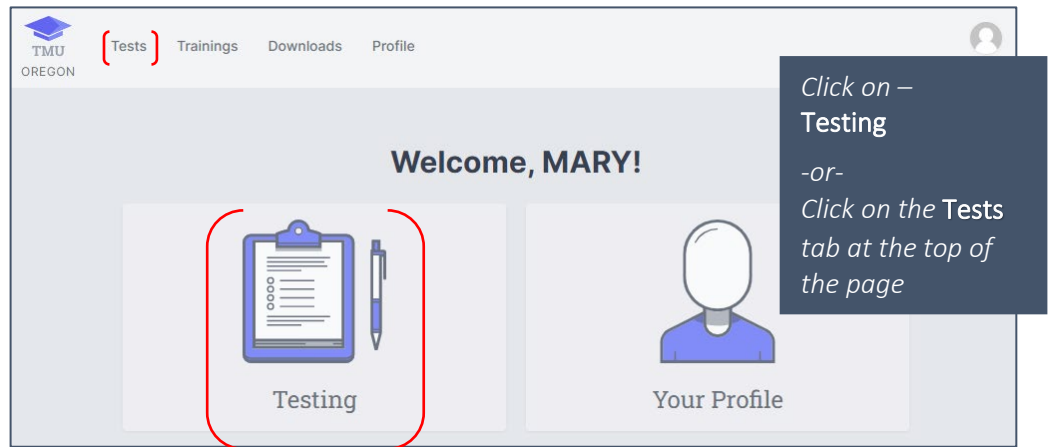 TMU
OREGON
Tests Trainings Downloads Profile
Click on –
Testing
-or-
Click on the Tests
tab at the top of
the page
Welcome, MARY!
Testing
Your Profile